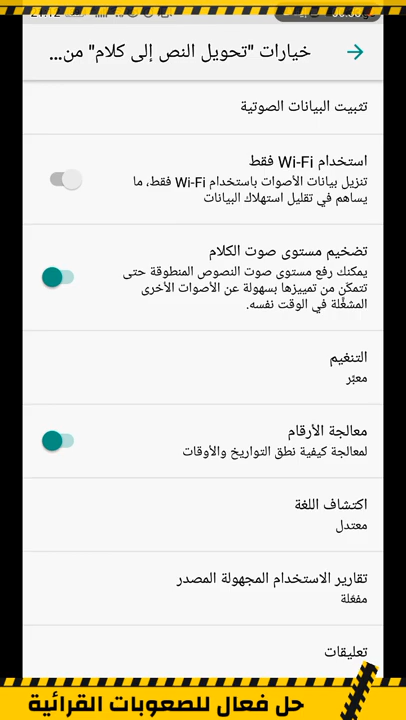 خيارات "تحويل النص إلى كلام" من...
تثبيت البيانات الصوتية
استخدام Wi-Fi فقط
تنزيل بيانات الأصوات باستخدام Wi-Fi فقط، ما
يساهم في تقليل استهلاك البيانات
تضخيم مستوى صوت الكلام
يمكنك رفع مستوى صوت النصوص المنطوقة حتى
تتمكّن من تمييزها بسهولة عن الأصوات الأخرى
المشغَّلة في الوقت نفسه.
التنغيم
معبّر
معالجة الأرقام
لمعالجة كيفية نطق التواريخ والأوقات
اكتشاف اللغة
معتدل
تقارير الاستخدام المجهولة المصدر
مفعّلة
تعليقات
حل فعال للصعوبات القرائية